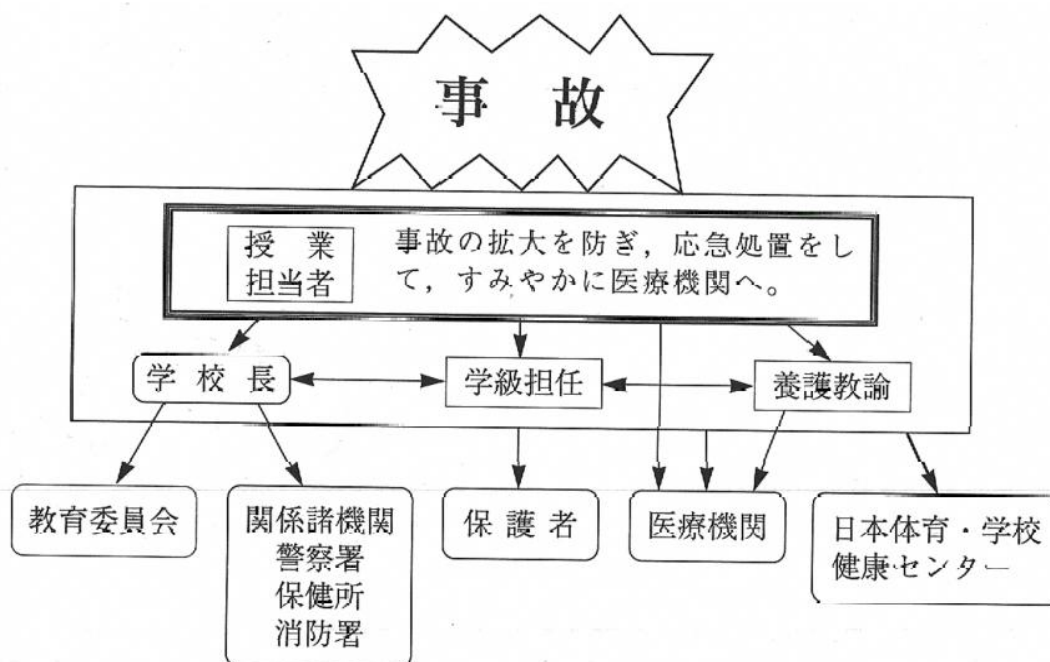 事故
授業
担当者
事故の拡大を防ぎ，応急処置をし
て，すみやかに医療機関へ。
学校長
学級担任
養護教諭
教育委員会
関係諸機関
警察署
保健所
消防署
保護者
医療機関
日本体育・学校
健康センター